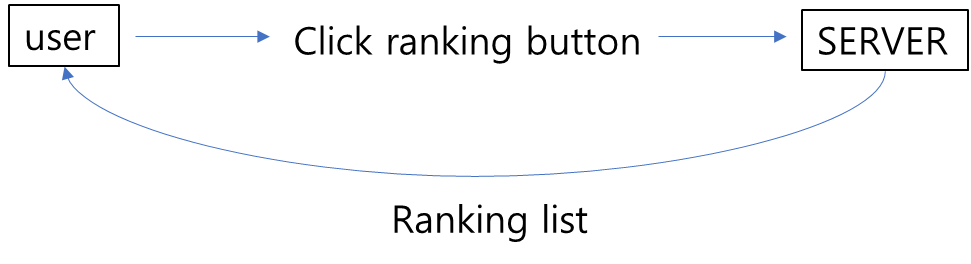 user
Click ranking button
SERVER
Ranking list